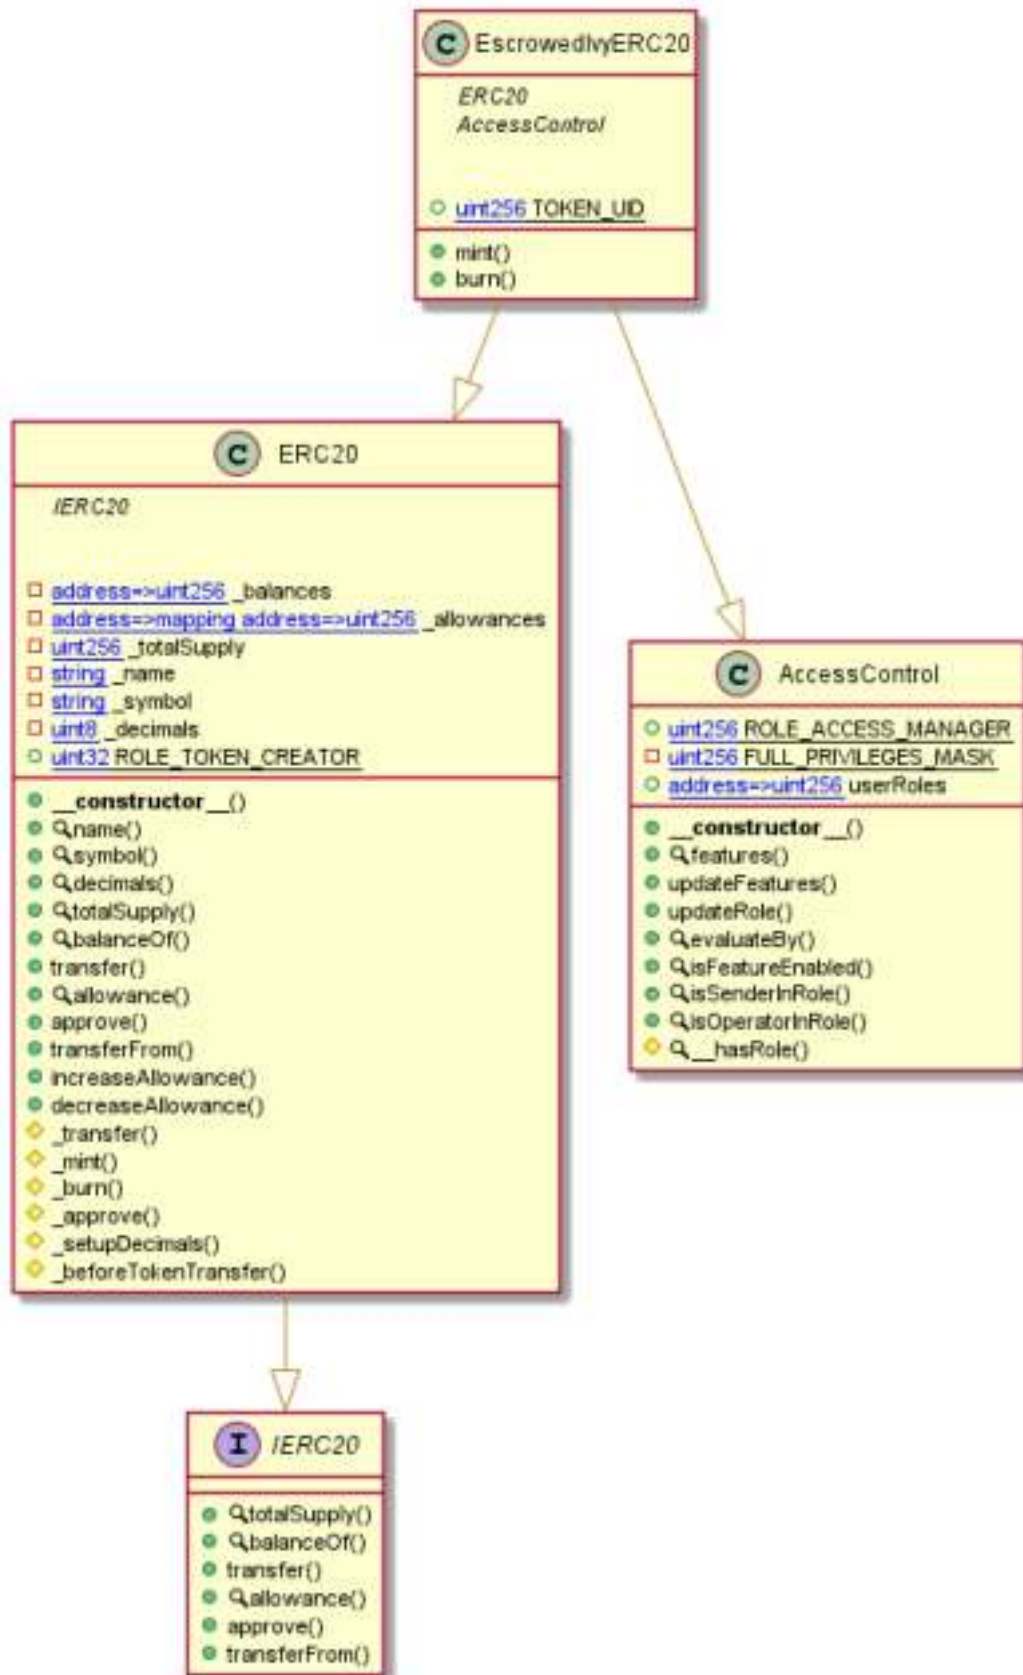 C EscrowedIvyERC20
ERC20
AccessControl
uint256 TOKEN_UID
mint()
burn()
C ERC20
IERC20
address=>uint256 _balances
address=>mapping address=>uint256 _allowances
uint256 _totalSupply
string _name
string _symbol
uint8 _decimals
uint32 ROLE_TOKEN_CREATOR
__constructor__()
name()
symbol()
decimals()
totalSupply()
balanceOf()
transfer()
allowance()
approve()
transferFrom()
increaseAllowance()
decreaseAllowance()
_transfer()
_mint()
_burn()
_approve()
_setupDecimals()
_beforeTokenTransfer()
C AccessControl
uint256 ROLE_ACCESS_MANAGER
uint256 FULL_PRIVILEGES_MASK
address=>uint256 userRoles
__constructor__()
features()
updateFeatures()
updateRole()
evaluateBy()
isFeatureEnabled()
isSenderInRole()
isOperatorInRole()
__hasRole()
I IERC20
totalSupply()
balanceOf()
transfer()
allowance()
approve()
transferFrom()